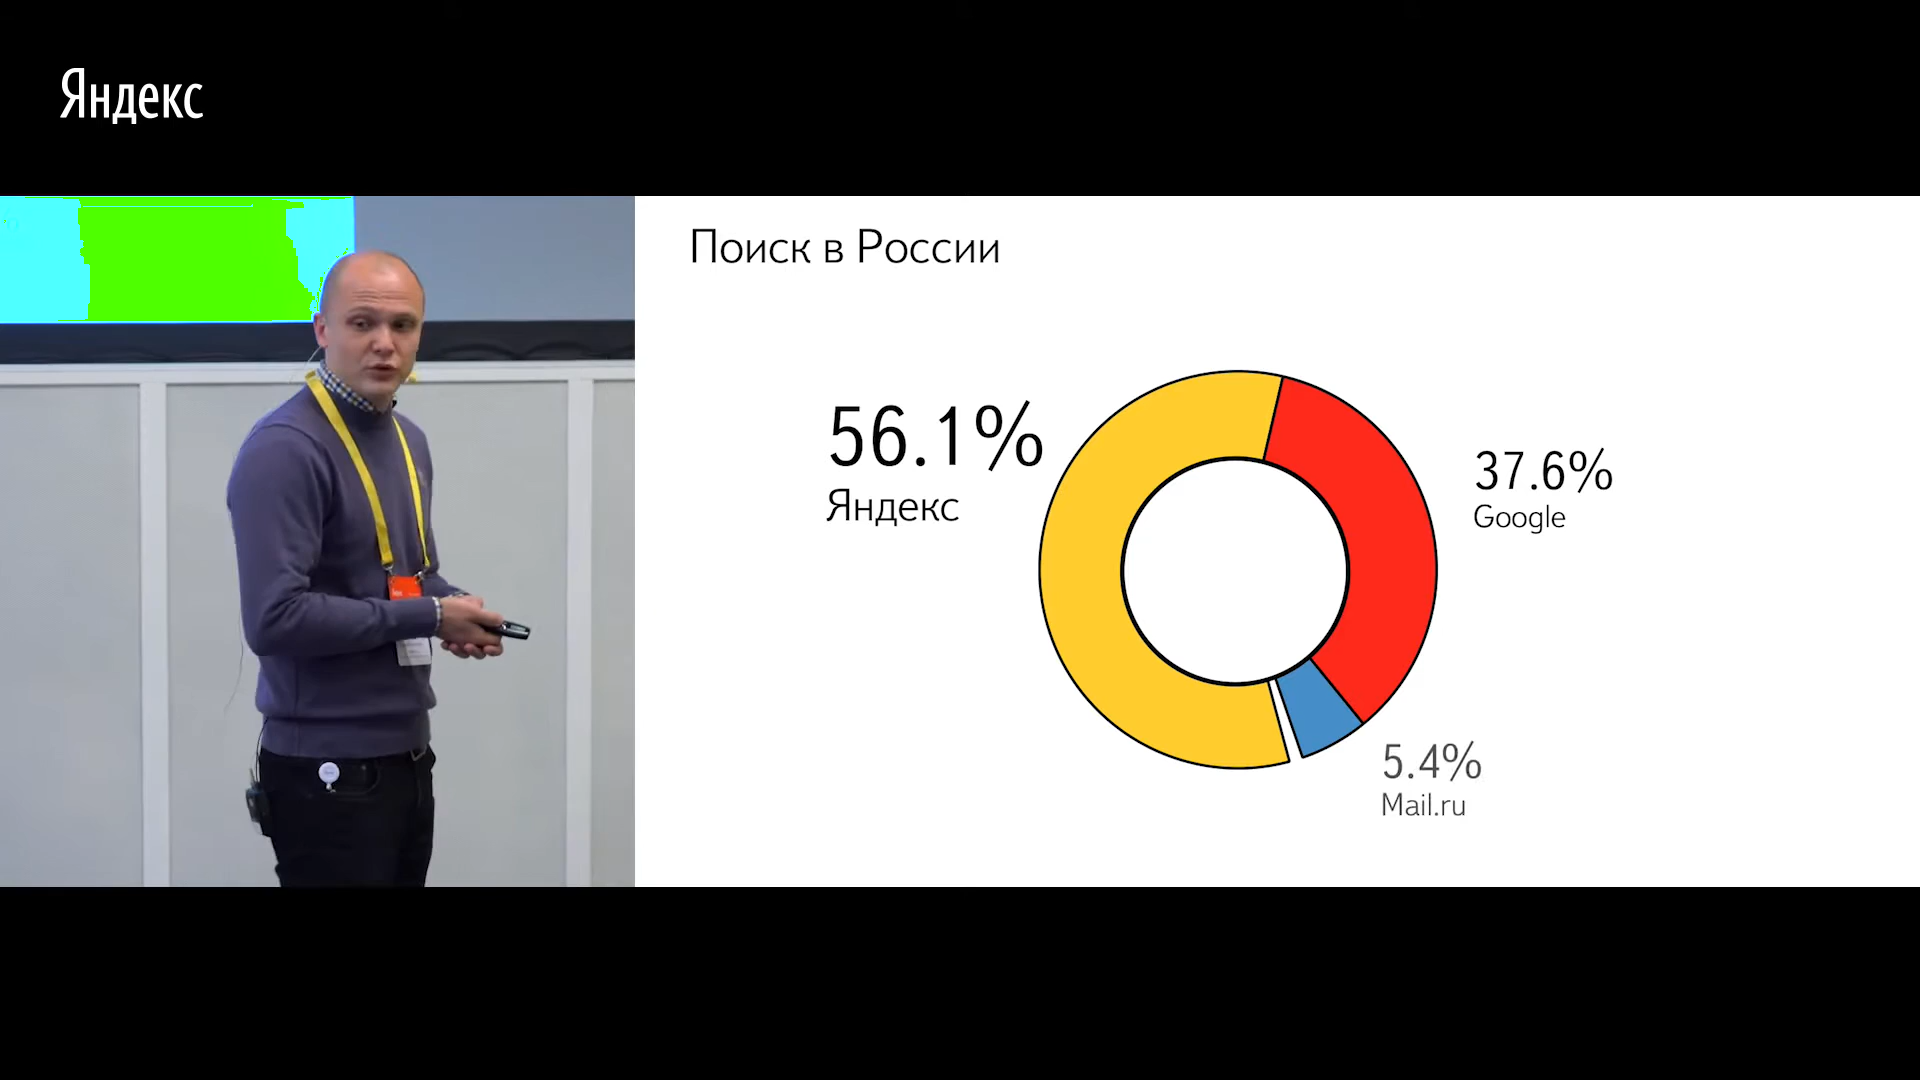 Яндекс
Поиск в России
56.1%
Яндекс
37.6%
Google
5.4%
Mail.ru